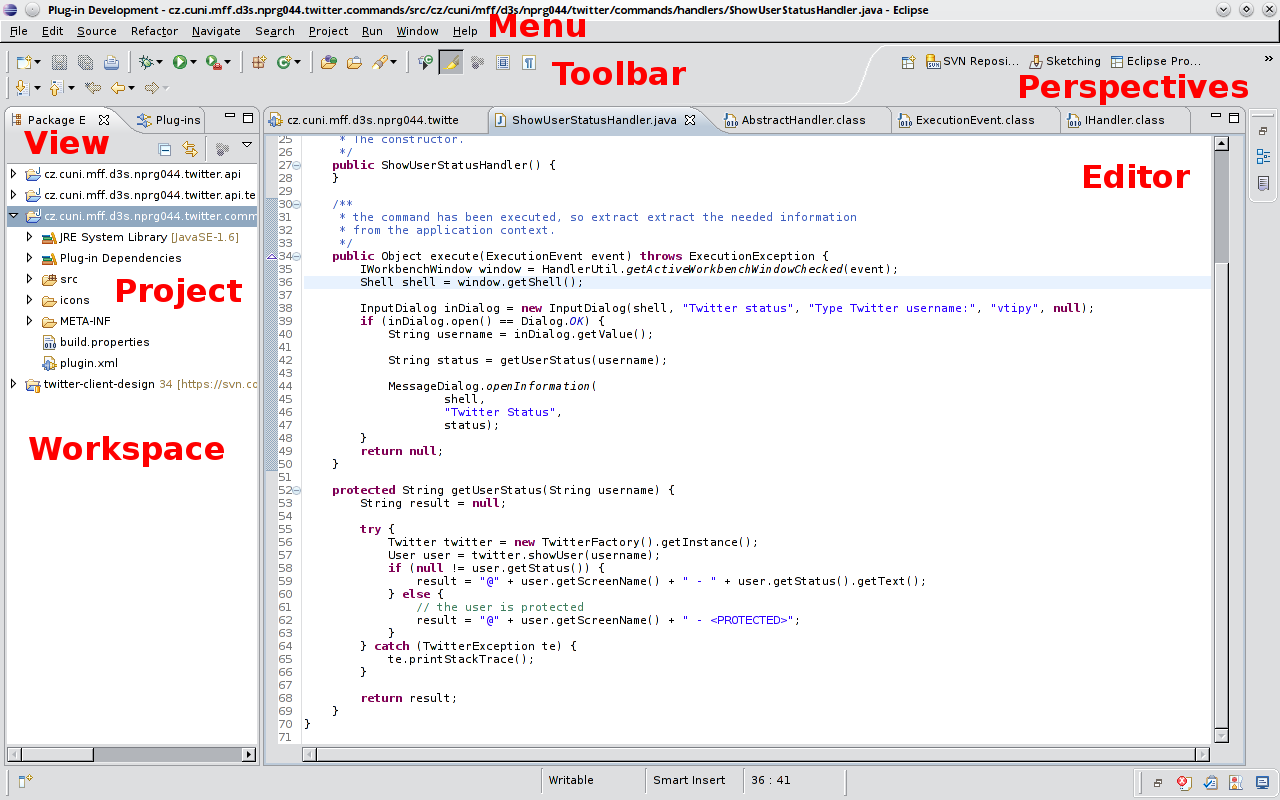 Plug-in Development - cz.cuni.mff.d3s.nprg044.twitter.commands/src/cz/cuni/mff/d3s/nprg044/twitter/commands/handlers/ShowUserStatusHandler.java - Eclipse
File Edit Source Refactor Navigate Search Project Run Window Help
Menu
Toolbar
SVN Reposi... Sketching Eclipse Pro... »
Perspectives
Package E Plug-ins
View
cz.cuni.mff.d3s.nprg044.twitte ShowUserStatusHandler.java AbstractHandler.class ExecutionEvent.class IHandler.class
cz.cuni.mff.d3s.nprg044.twitter.api
cz.cuni.mff.d3s.nprg044.twitter.api.te
cz.cuni.mff.d3s.nprg044.twitter.comm
JRE System Library [JavaSE-1.6]
Plug-in Dependencies
src
icons
META-INF
build.properties
plugin.xml
twitter-client-design 34 [https://svn.co
Project
Workspace
Editor
25 * The constructor.
26 */
27 public ShowUserStatusHandler() {
28 }
29
30 /**
31 * the command has been executed, so extract extract the needed information
32 * from the application context.
33 */
34 public Object execute(ExecutionEvent event) throws ExecutionException {
35 IWorkbenchWindow window = HandlerUtil.getActiveWorkbenchWindowChecked(event);
36 Shell shell = window.getShell();
37
38 InputDialog inDialog = new InputDialog(shell, "Twitter status", "Type Twitter username:", "vtipy", null);
39 if (inDialog.open() == Dialog.OK) {
40 String username = inDialog.getValue();
41
42 String status = getUserStatus(username);
43
44 MessageDialog.openInformation(
45 shell,
46 "Twitter Status",
47 status);
48 }
49 return null;
50 }
51
52 protected String getUserStatus(String username) {
53 String result = null;
54
55 try {
56 Twitter twitter = new TwitterFactory().getInstance();
57 User user = twitter.showUser(username);
58 if (null != user.getStatus()) {
59 result = "@" + user.getScreenName() + " - " + user.getStatus().getText();
60 } else {
61 // the user is protected
62 result = "@" + user.getScreenName() + " - <PROTECTED>";
63 }
64 } catch (TwitterException te) {
65 te.printStackTrace();
66 }
67
68 return result;
69 }
70 }
71
Writable Smart Insert 36 : 41